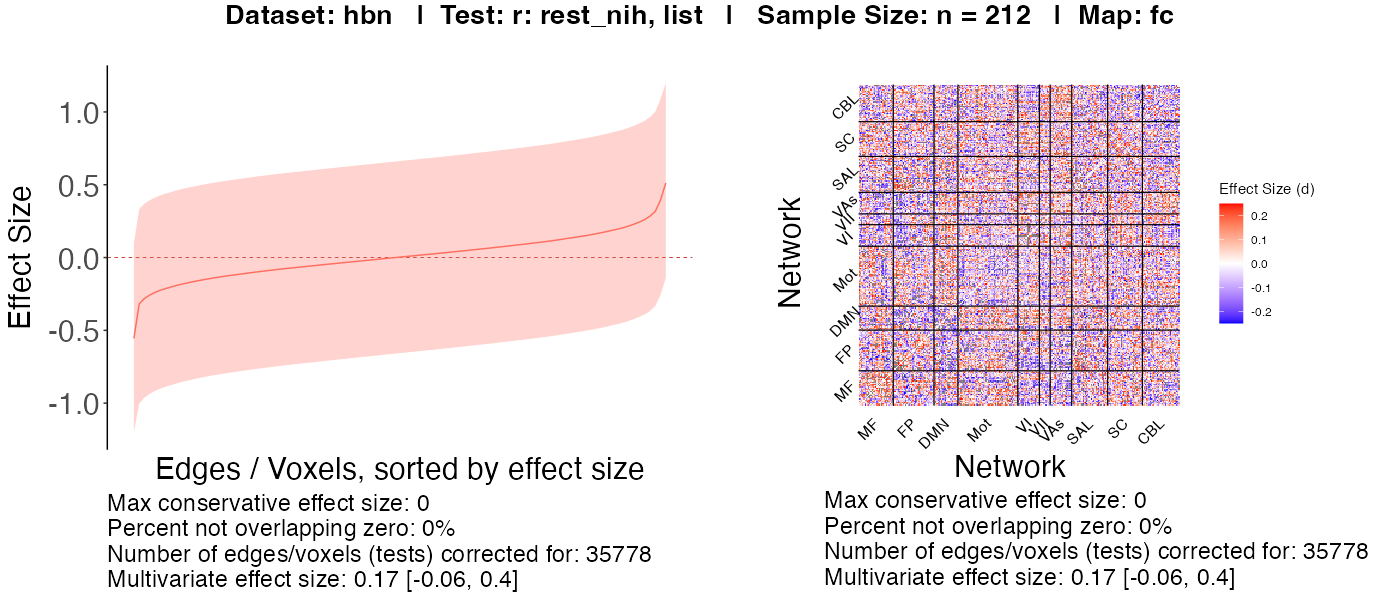 Dataset: hbn | Test: r: rest_nih, list | Sample Size: n = 212 | Map: fc
Effect Size
1.0
0.5
0.0
-0.5
-1.0
Edges / Voxels, sorted by effect size
Max conservative effect size: 0
Percent not overlapping zero: 0%
Number of edges/voxels (tests) corrected for: 35778
Multivariate effect size: 0.17 [-0.06, 0.4]
Network
CBL
SC
SAL
VAs
VII
VI
Mot
DMN
FP
MF
MF
FP
DMN
Mot
VI
VII
VAs
SAL
SC
CBL
Network
Effect Size (d)
0.2
0.1
0.0
-0.1
-0.2
Max conservative effect size: 0
Percent not overlapping zero: 0%
Number of edges/voxels (tests) corrected for: 35778
Multivariate effect size: 0.17 [-0.06, 0.4]